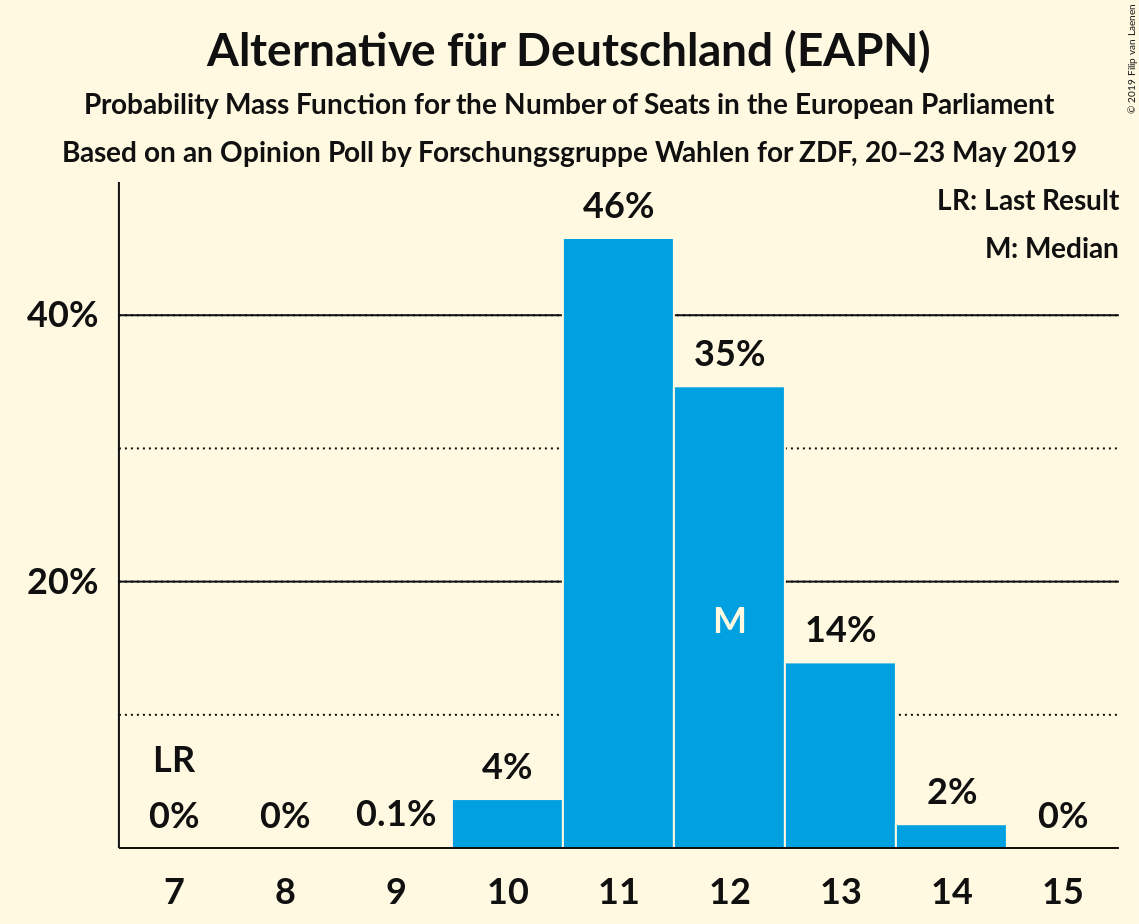 Alternative für Deutschland (EAPN)
Probability Mass Function for the Number of Seats in the European Parliament
Based on an Opinion Poll by Forschungsgruppe Wahlen for ZDF, 20–23 May 2019
© 2019 Filip van Laenen
LR: Last Result
M: Median
46%
40%
35%
20%
M
14%
LR
4%
2%
0%
0%
0.1%
0%
7
8
9
10
11
12
13
14
15